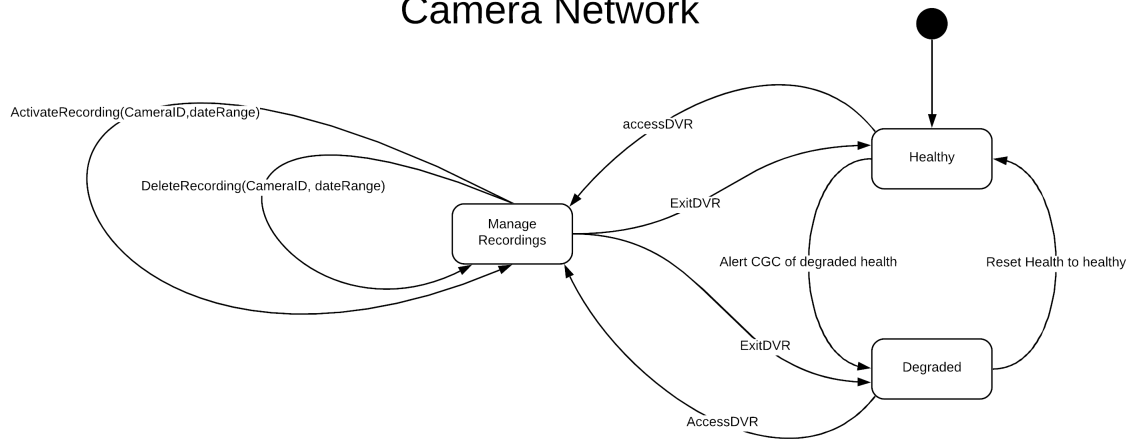 Camera Network
ActivateRecording(CameraID,dateRange)
accessDVR
Healthy
DeleteRecording(CameraID, dateRange)
ExitDVR
Manage
Recordings
Alert CGC of degraded health
Reset Health to healthy
ExitDVR
Degraded
AccessDVR